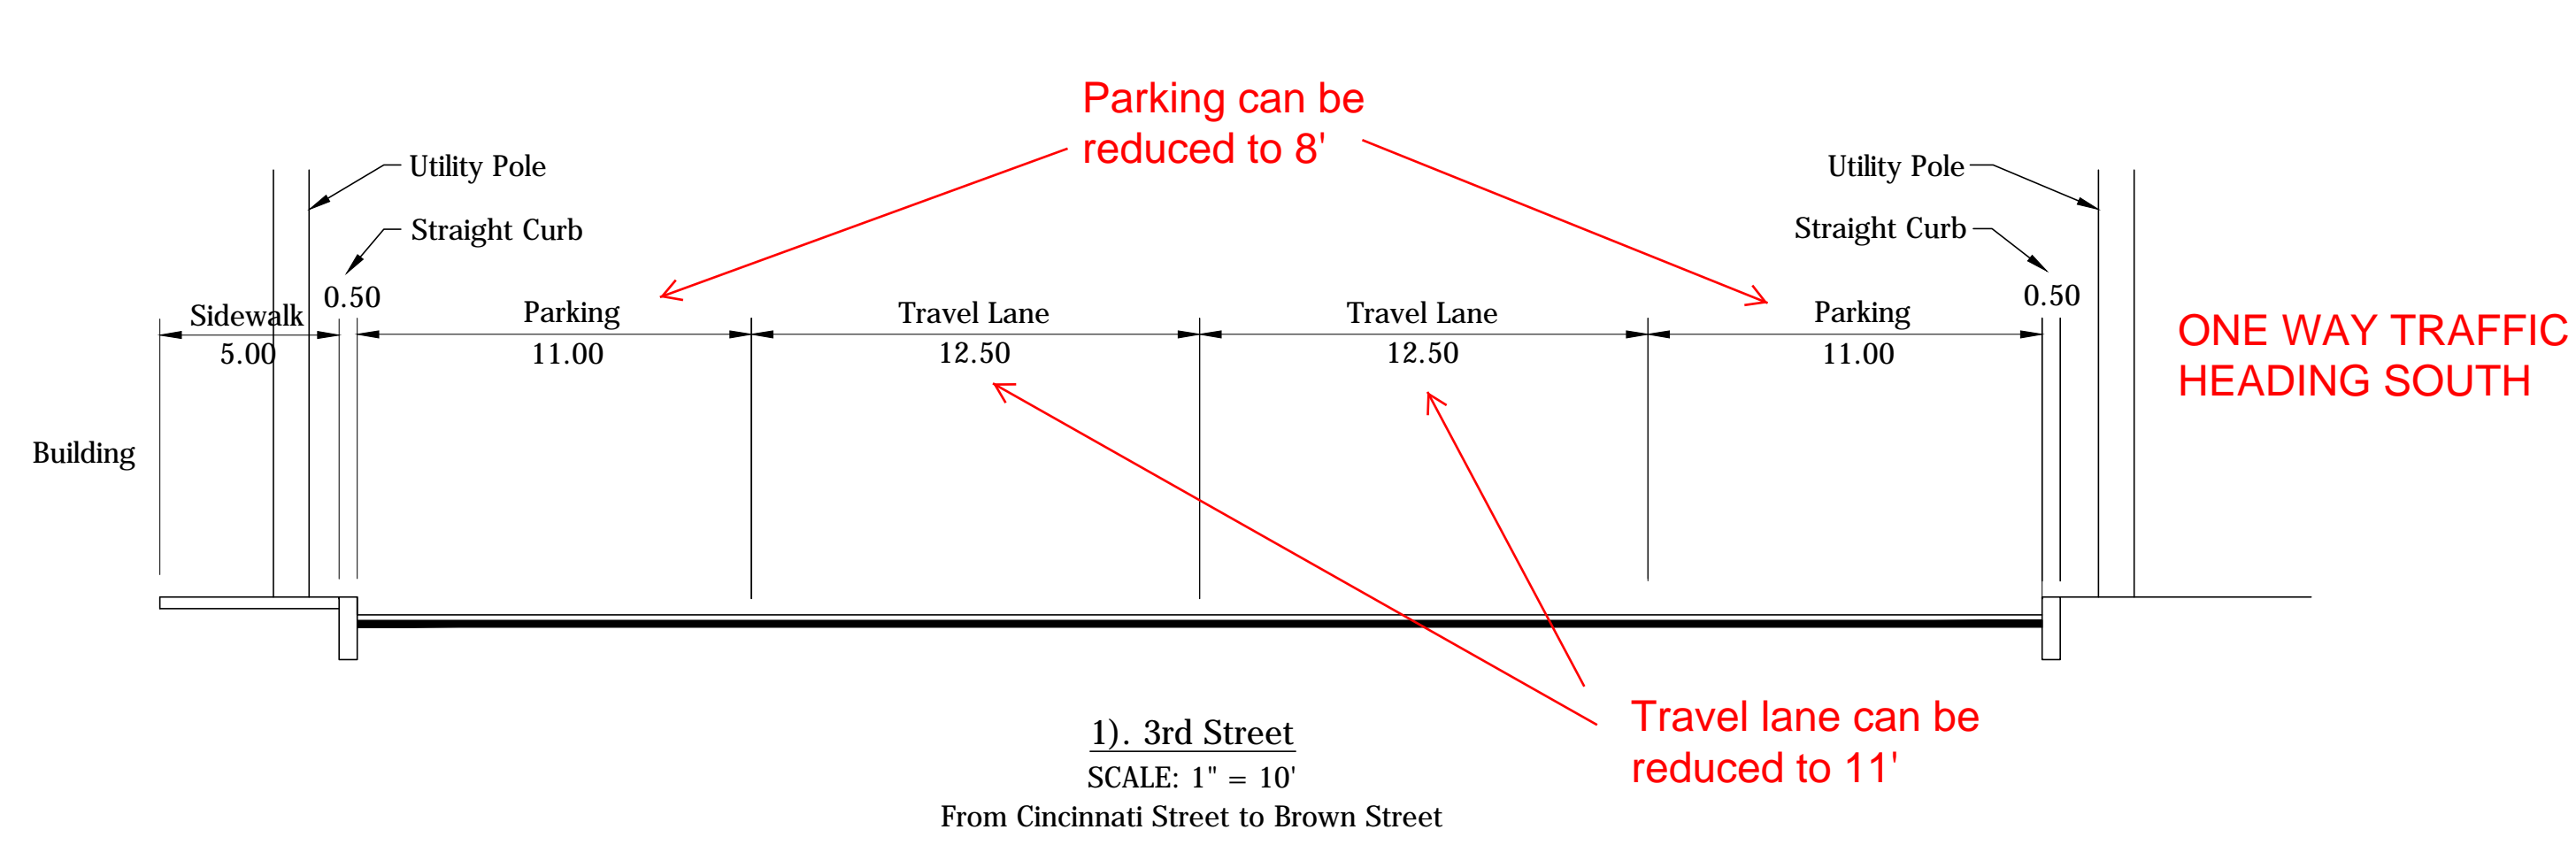 Parking can be
reduced to 8'
Utility Pole
Utility Pole
Straight Curb
Straight Curb
0.50
0.50
Sidewalk
Parking
Travel Lane
Travel Lane
Parking
5.00
11.00
12.50
12.50
11.00
ONE WAY TRAFFIC
HEADING SOUTH
Building
Travel lane can be
reduced to 11'
1). 3rd Street
SCALE: 1" = 10'
From Cincinnati Street to Brown Street